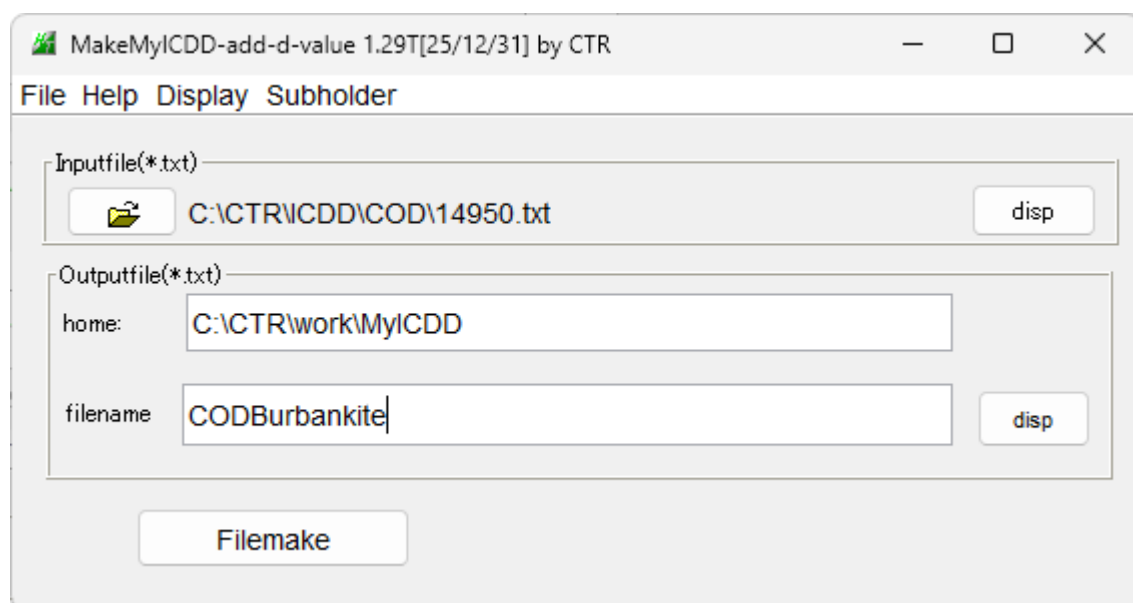 MakeMyICDD-add-d-value 1.29T[25/12/31] by CTR
File Help Display Subholder
Inputfile(*.txt)
C:\CTR\ICDD\COD\14950.txt disp
Outputfile(*.txt)
home: C:\CTR\work\MyICDD
filename CODBurbankite disp
Filemake